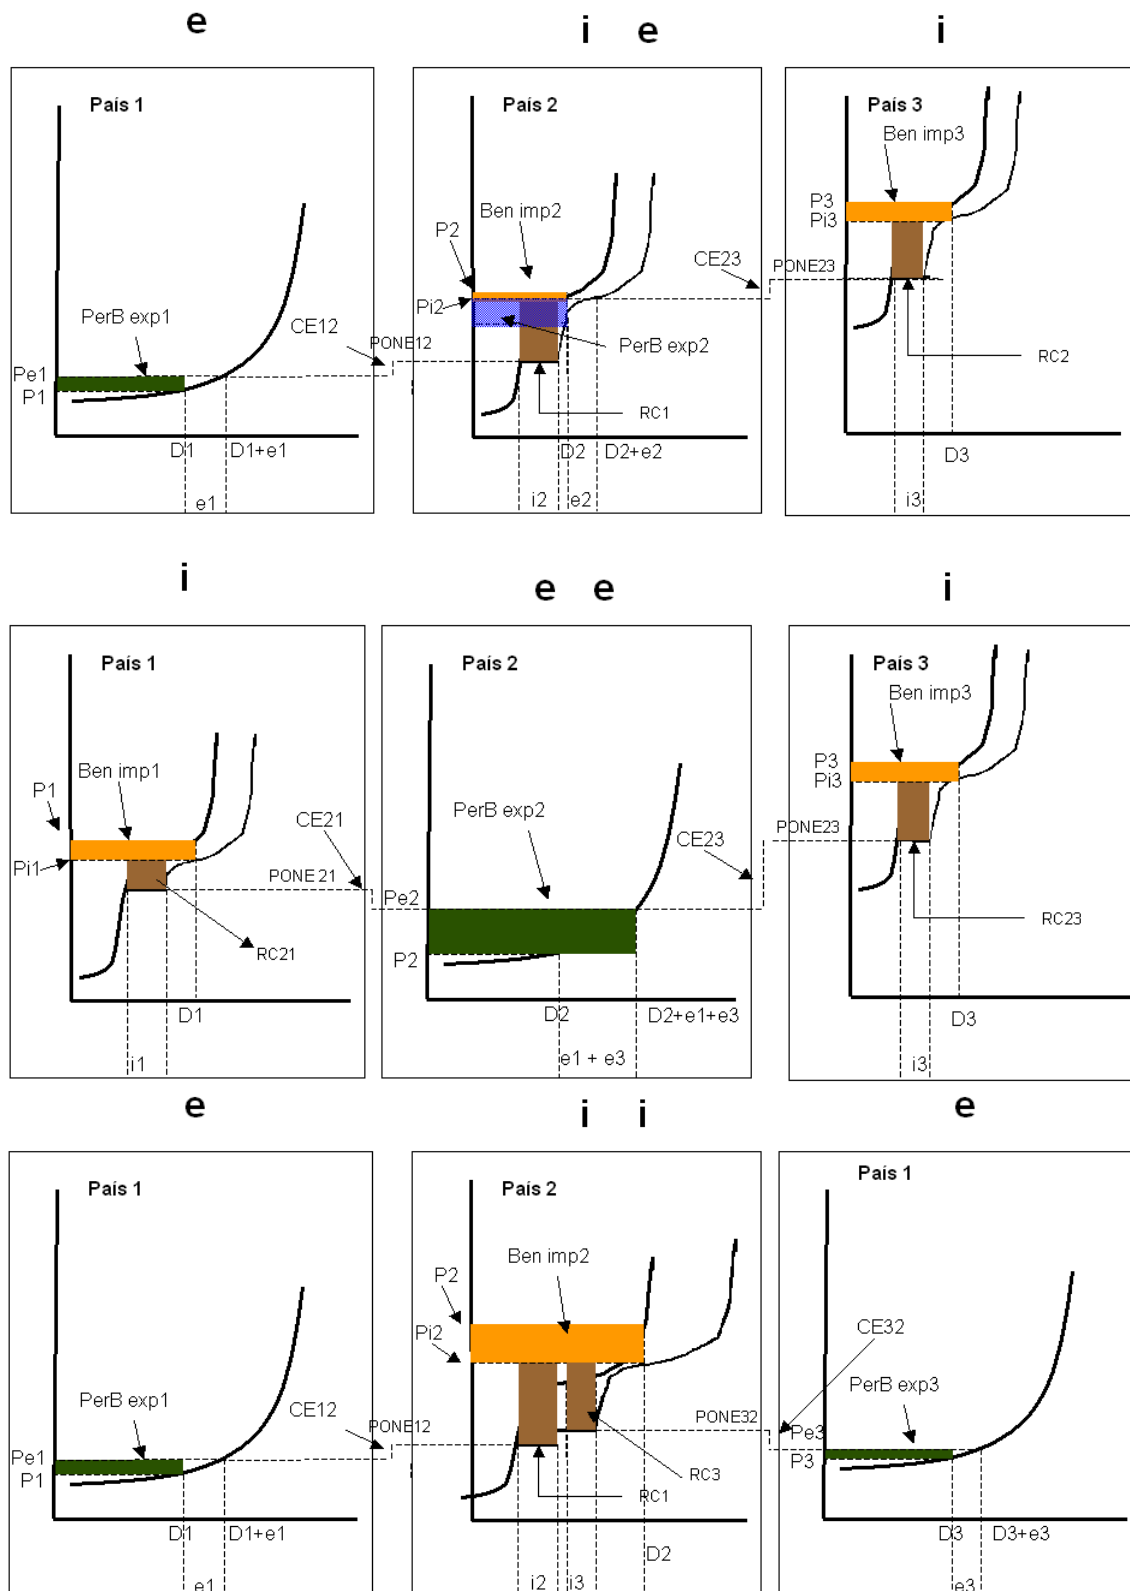 e
i e
i
País 1
PerB exp1
Pe1
P1
D1
D1+e1
e1
CE12
PONE12
País 2
Ben imp2
P2
Pi2
PerB exp2
RC1
D2
D2+e2
i2
e2
CE23
PONE23
País 3
Ben imp3
P3
Pi3
RC2
D3
i3
i
e e
i
País 1
Ben imp1
P1
Pi1
RC21
D1
i1
CE21
PONE21
País 2
PerB exp2
Pe2
P2
D2
D2+e1+e3
e1 + e3
CE23
PONE23
País 3
Ben imp3
P3
Pi3
RC23
D3
i3
e
i i
e
País 1
PerB exp1
Pe1
P1
D1
D1+e1
e1
CE12
PONE12
País 2
Ben imp2
P2
Pi2
RC3
RC1
D2
i2
i3
PONE32
CE32
País 1
PerB exp3
Pe3
P3
D3
D3+e3
e3